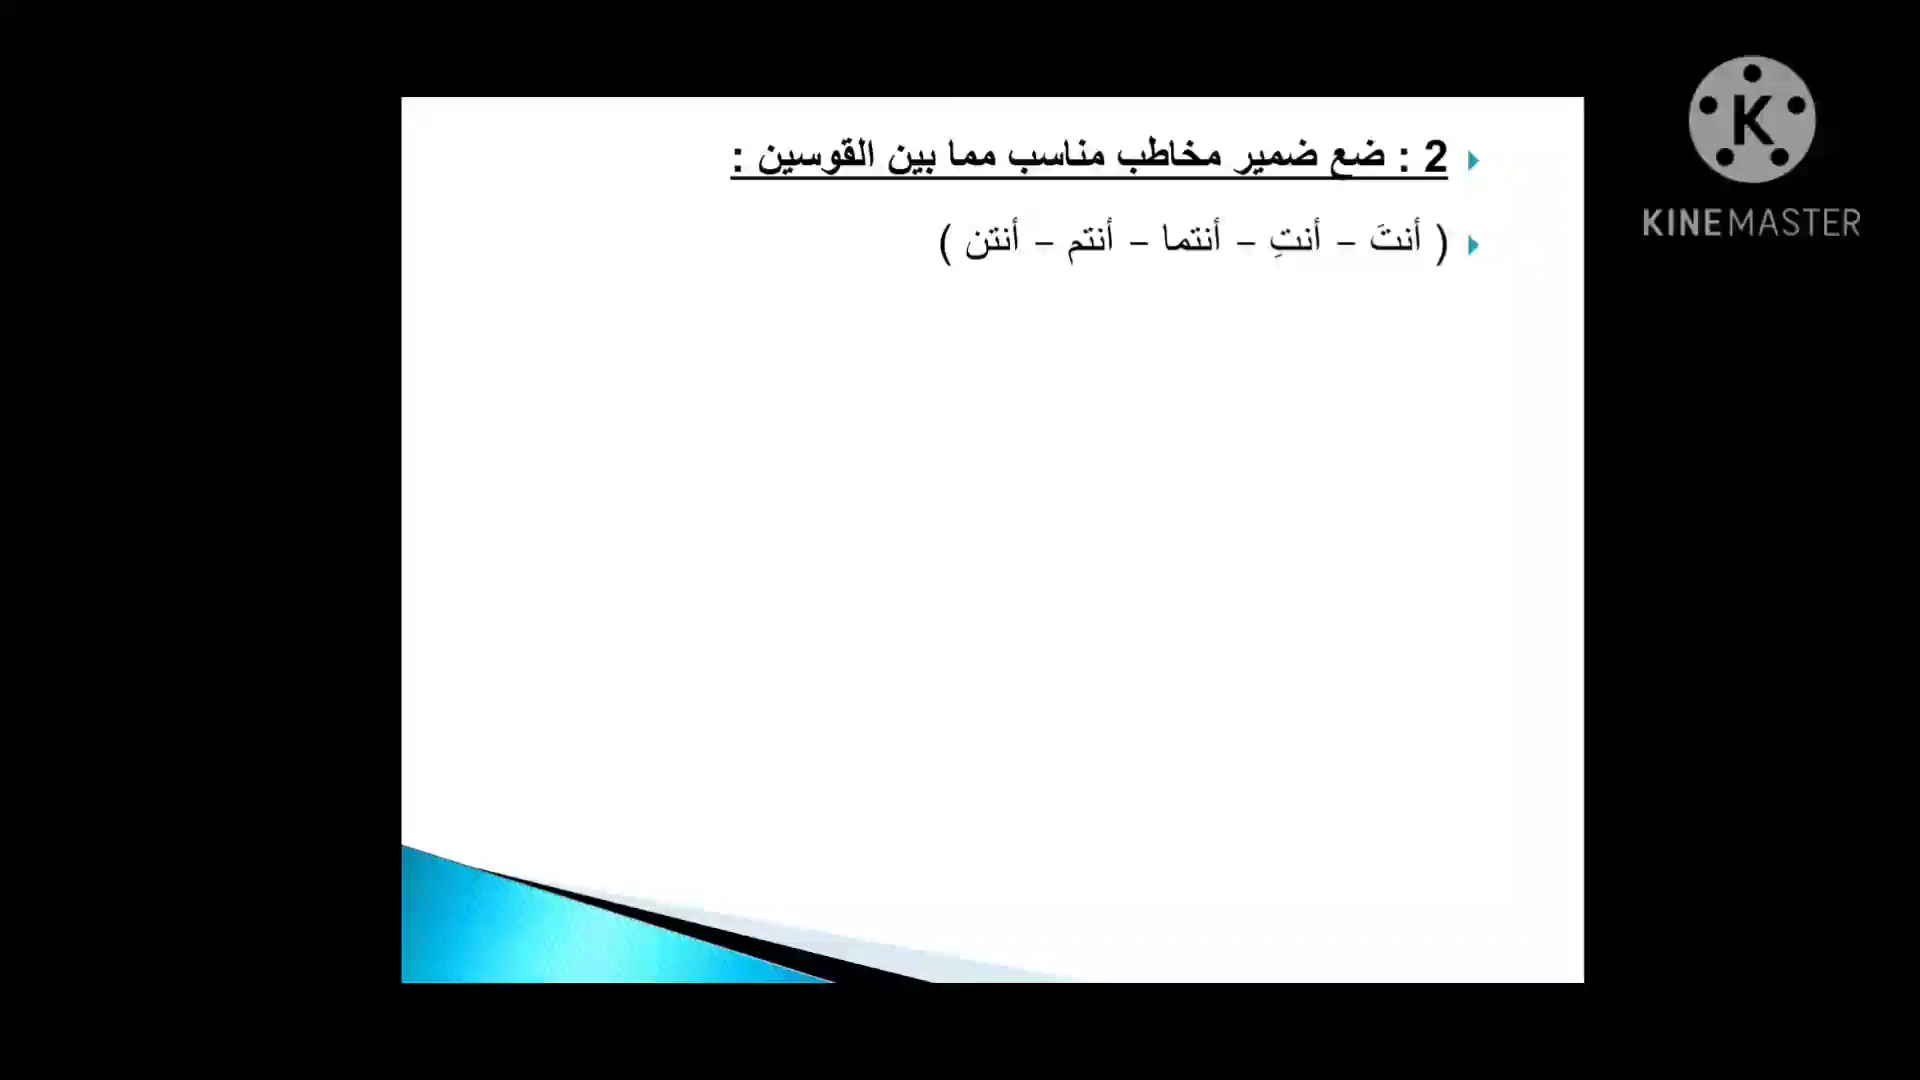 2 : ضع ضمير مخاطب مناسب مما بين القوسين :
( أنتَ – أنتِ – أنتما – أنتم – أنتن )
K
KINEMASTER